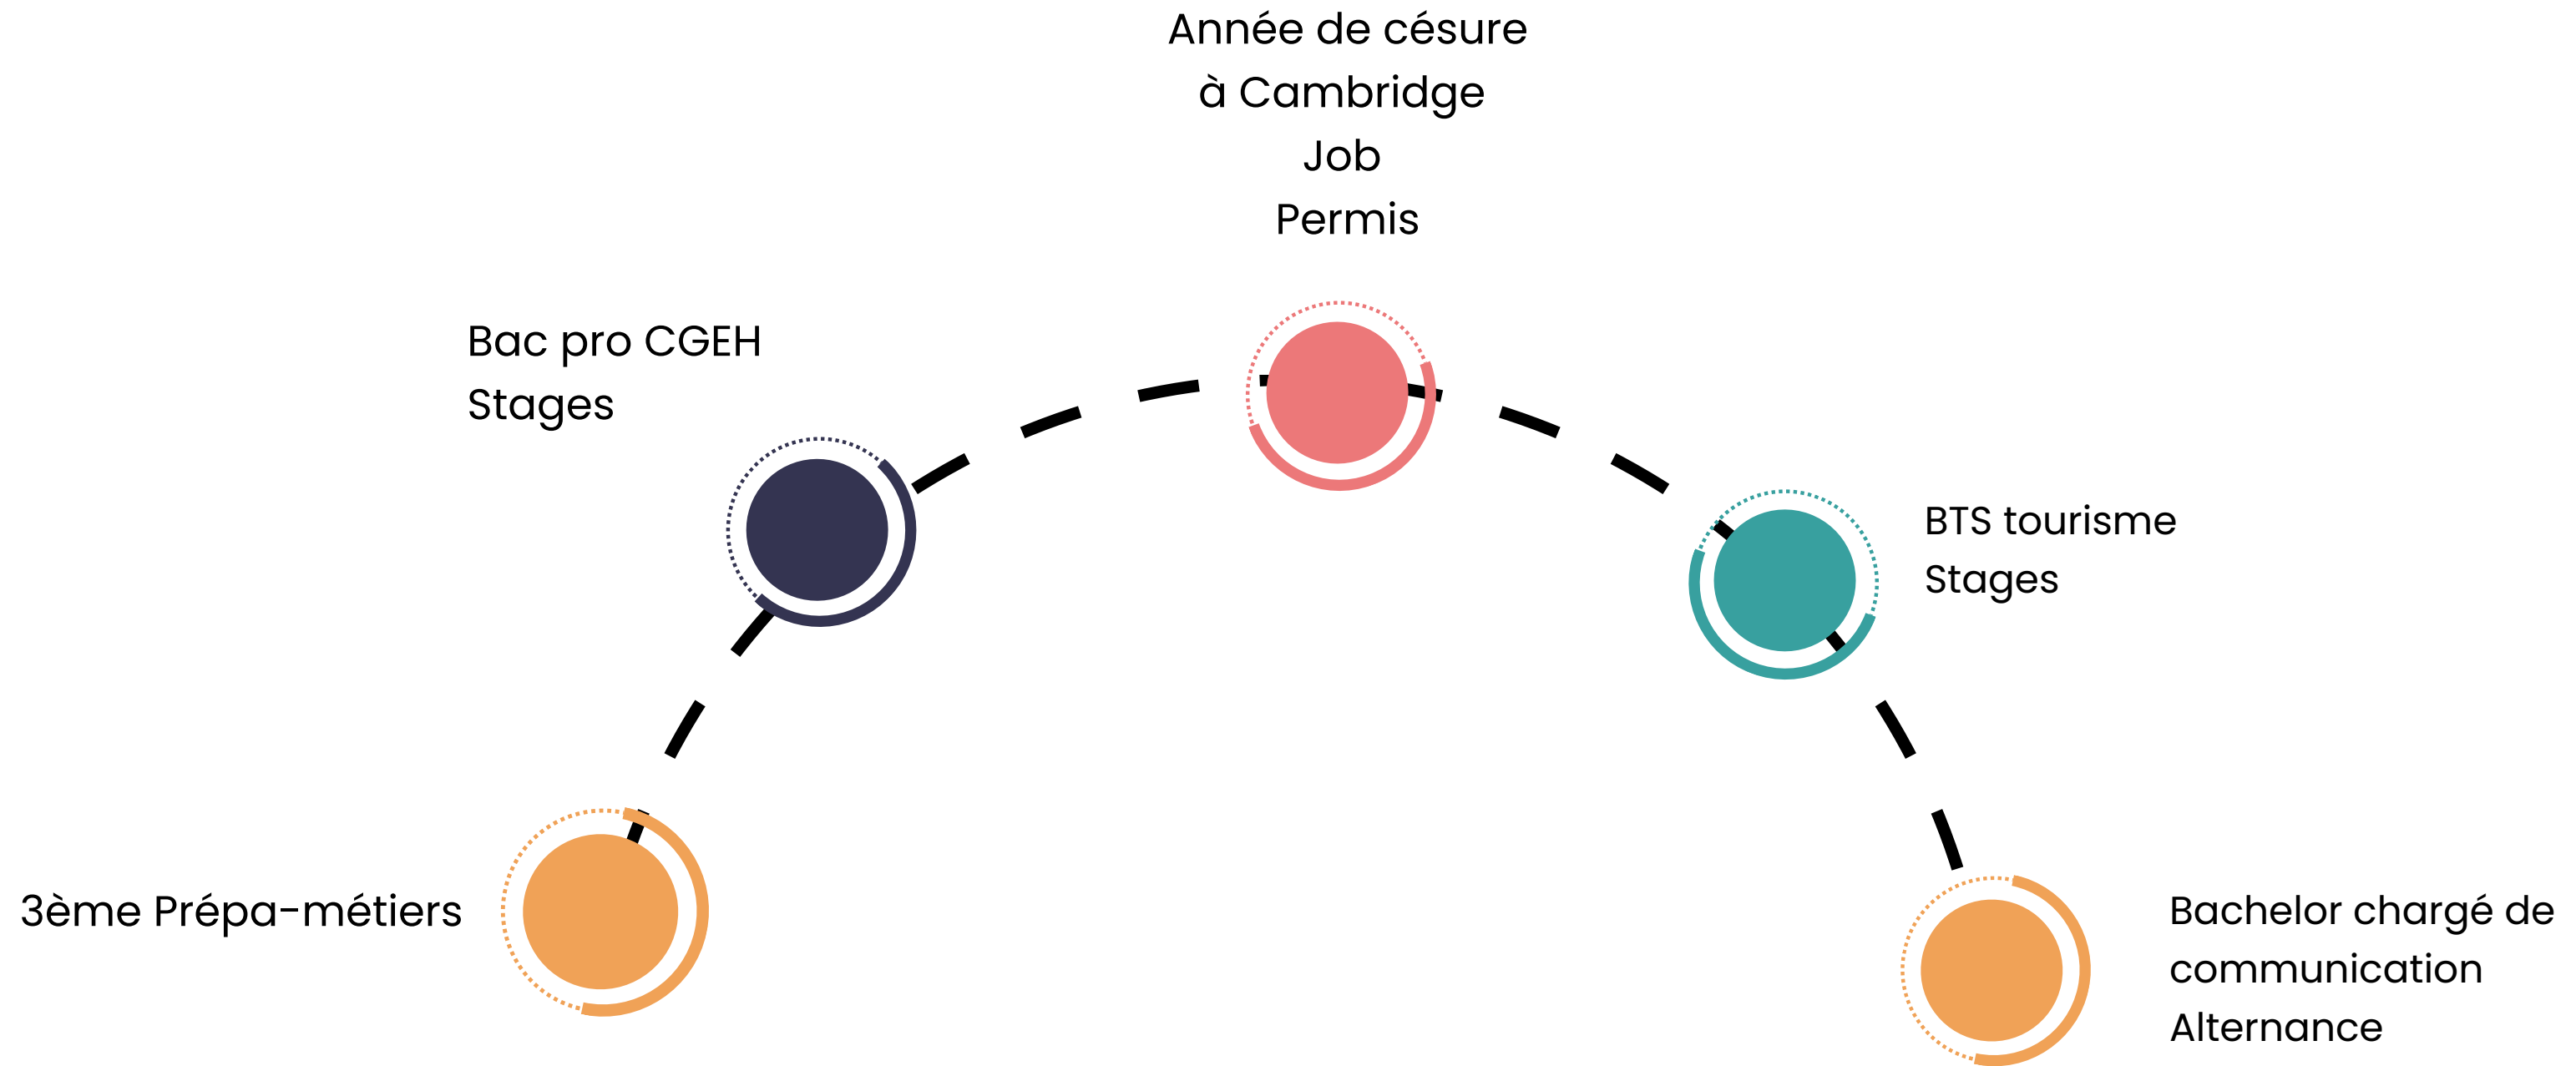 Année de césure
à Cambridge
Job
Permis
Bac pro CGEH
Stages
BTS tourisme
Stages
3ème Prépa-métiers
Bachelor chargé de
communication
Alternance